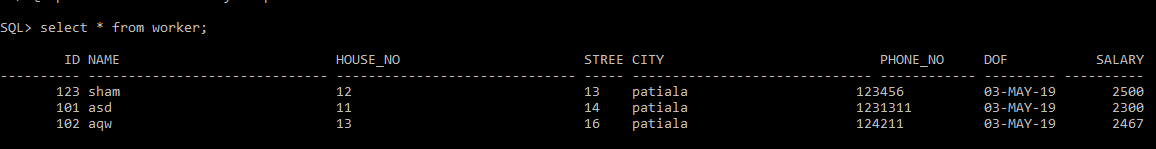 SQL> select * from worker;
ID NAME HOUSE_NO STREE CITY PHONE_NO DOF SALARY
---------- ------------------------------ ------------------------------ ----- ------------------------------ ------------ --------- ----------
123 sham 12 13 patiala 123456 03-MAY-19 2500
101 asd 11 14 patiala 1231311 03-MAY-19 2300
102 aqw 13 16 patiala 124211 03-MAY-19 2467